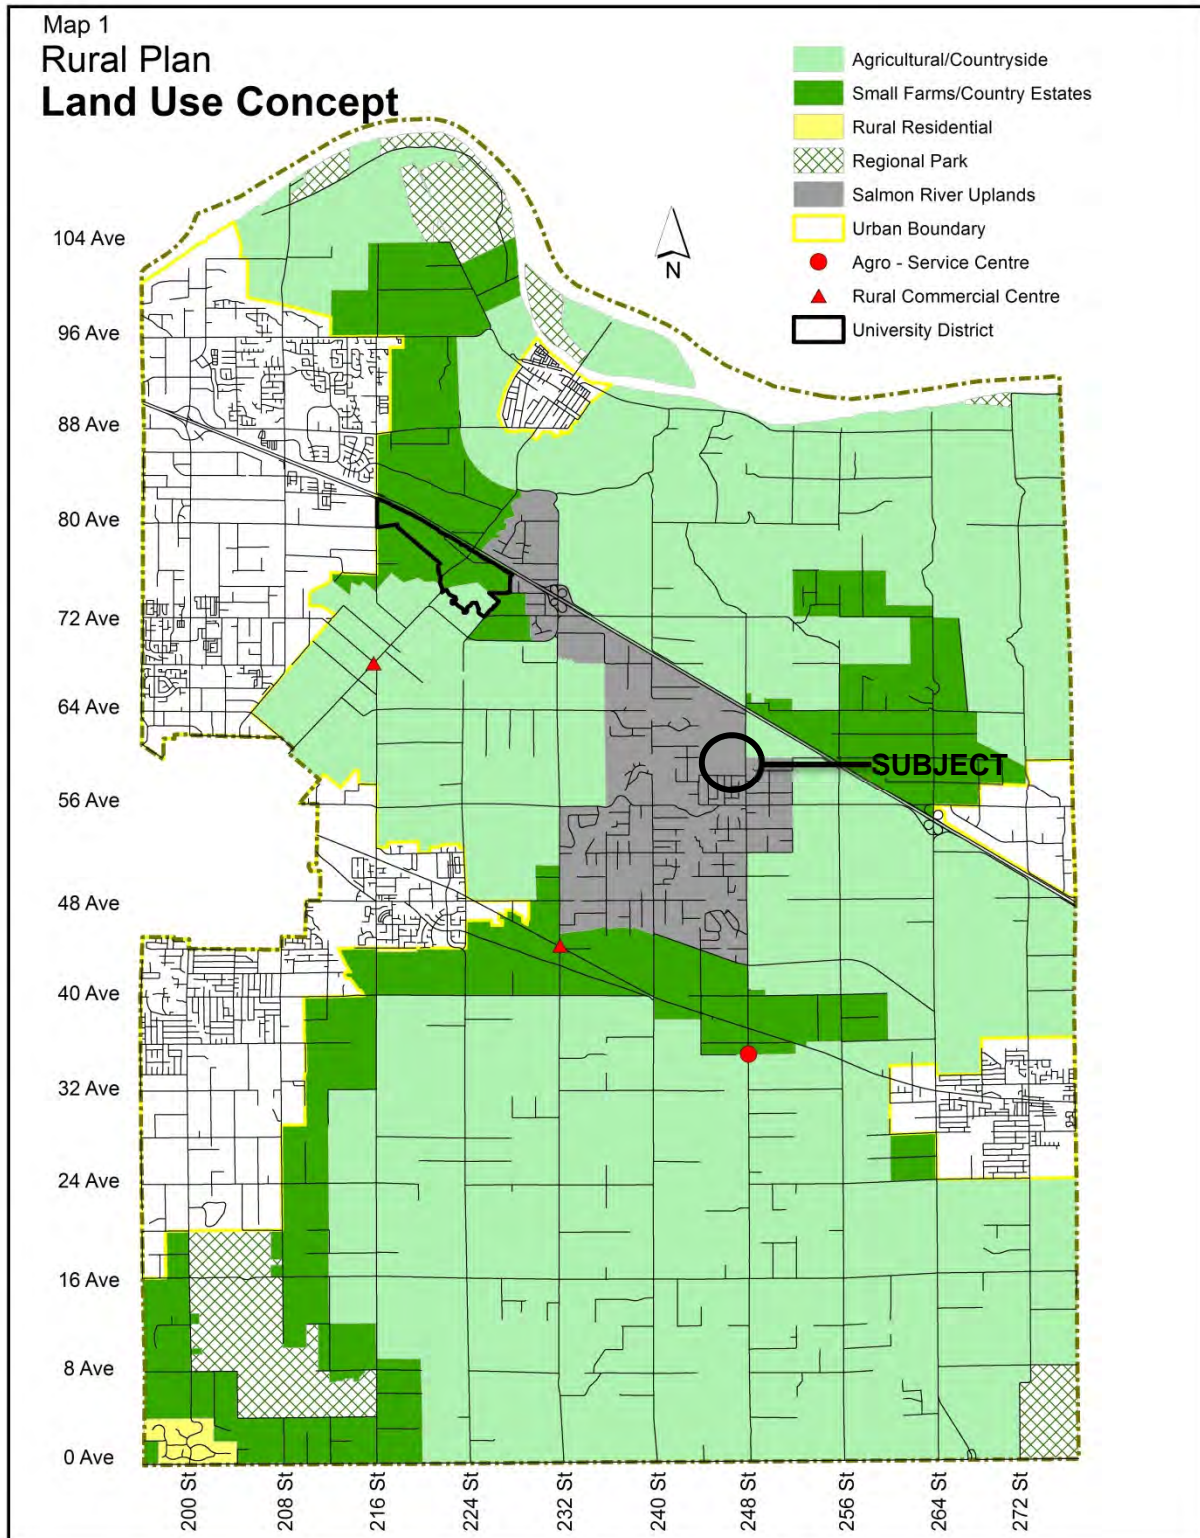 Map 1
Rural Plan
Land Use Concept
Agricultural/Countryside
Small Farms/Country Estates
Rural Residential
Regional Park
Salmon River Uplands
Urban Boundary
Agro - Service Centre
Rural Commercial Centre
University District
N
104 Ave
96 Ave
88 Ave
80 Ave
72 Ave
64 Ave
SUBJECT
56 Ave
48 Ave
40 Ave
32 Ave
24 Ave
16 Ave
8 Ave
0 Ave
200 St
208 St
216 St
224 St
232 St
240 St
248 St
256 St
264 St
272 St